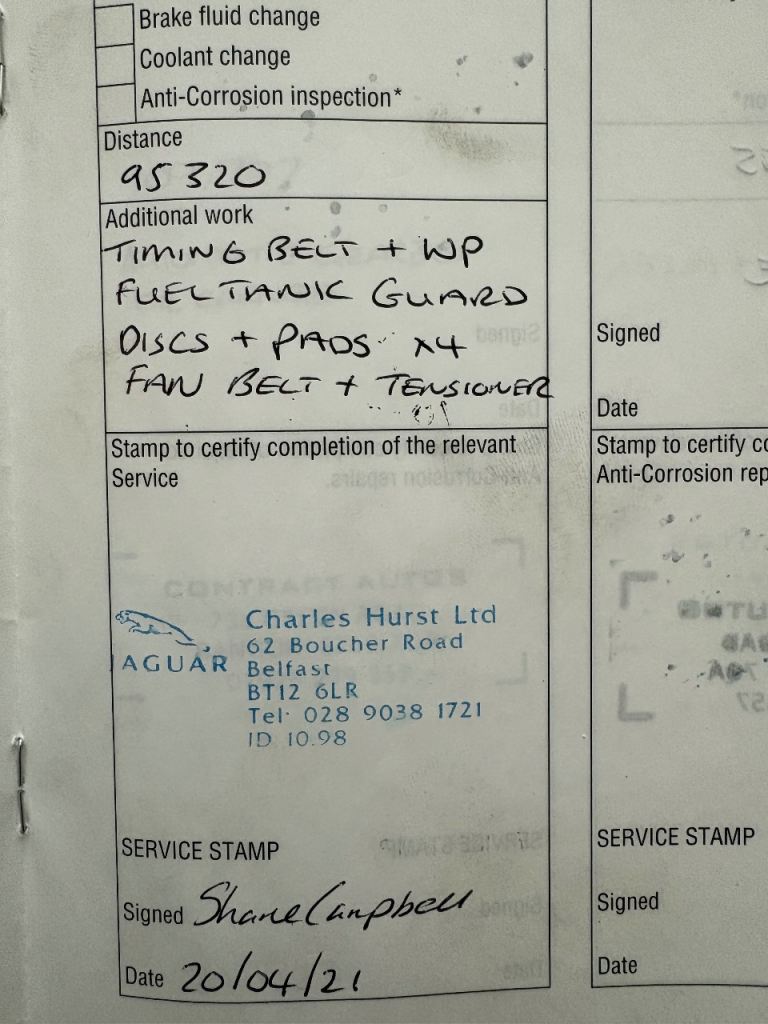 Brake fluid change
Coolant change
Anti-Corrosion inspection*
Distance
95 320
Additional work
TIMING BELT + WP
FUEL TANK GUARD
DISCS + PADS x4
FAN BELT + TENSIONER
Stamp to certify completion of the relevant
Service
JAGUAR
Charles Hurst Ltd
62 Boucher Road
Belfast
BT12 6LR
Tel: 028 9038 1721
ID 10.98
SERVICE STAMP
Signed Shane Campbell
Date 20/04/21
Signed
Date
Stamp to certify
Anti-Corrosion
SERVICE STAMP
Signed
Date